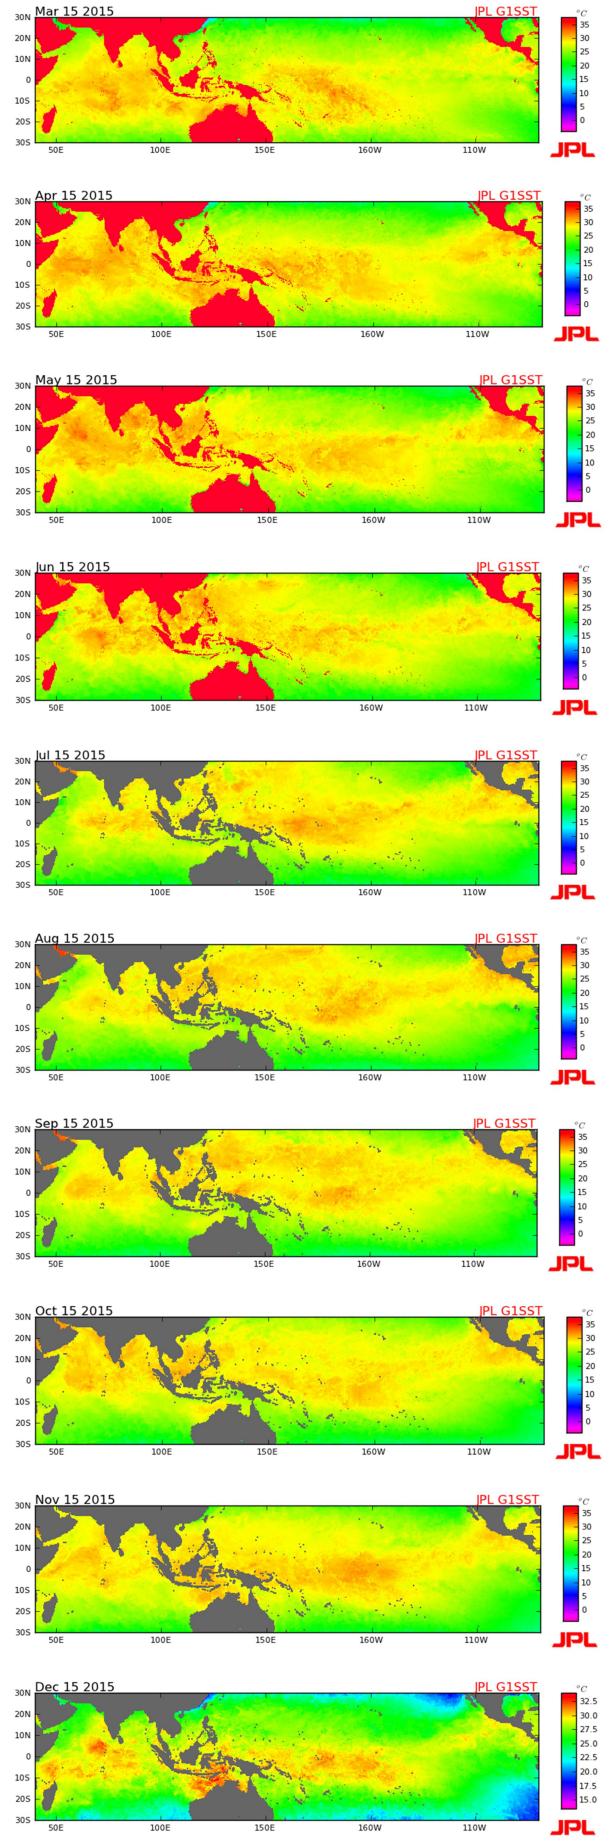 Mar 15 2015 JPL G1SST °C
30N 20N 10N 0 10S 20S 30S
50E 100E 150E 160W 110W
35 30 25 20 15 10 5 0
JPL
Apr 15 2015 JPL G1SST °C
30N 20N 10N 0 10S 20S 30S
50E 100E 150E 160W 110W
35 30 25 20 15 10 5 0
JPL
May 15 2015 JPL G1SST °C
30N 20N 10N 0 10S 20S 30S
50E 100E 150E 160W 110W
35 30 25 20 15 10 5 0
JPL
Jun 15 2015 JPL G1SST °C
30N 20N 10N 0 10S 20S 30S
50E 100E 150E 160W 110W
35 30 25 20 15 10 5 0
JPL
Jul 15 2015 JPL G1SST °C
30N 20N 10N 0 10S 20S 30S
50E 100E 150E 160W 110W
35 30 25 20 15 10 5 0
JPL
Aug 15 2015 JPL G1SST °C
30N 20N 10N 0 10S 20S 30S
50E 100E 150E 160W 110W
35 30 25 20 15 10 5 0
JPL
Sep 15 2015 JPL G1SST °C
30N 20N 10N 0 10S 20S 30S
50E 100E 150E 160W 110W
35 30 25 20 15 10 5 0
JPL
Oct 15 2015 JPL G1SST °C
30N 20N 10N 0 10S 20S 30S
50E 100E 150E 160W 110W
35 30 25 20 15 10 5 0
JPL
Nov 15 2015 JPL G1SST °C
30N 20N 10N 0 10S 20S 30S
50E 100E 150E 160W 110W
35 30 25 20 15 10 5 0
JPL
Dec 15 2015 JPL G1SST °C
30N 20N 10N 0 10S 20S 30S
50E 100E 150E 160W 110W
32.5 30.0 27.5 25.0 22.5 20.0 17.5 15.0
JPL